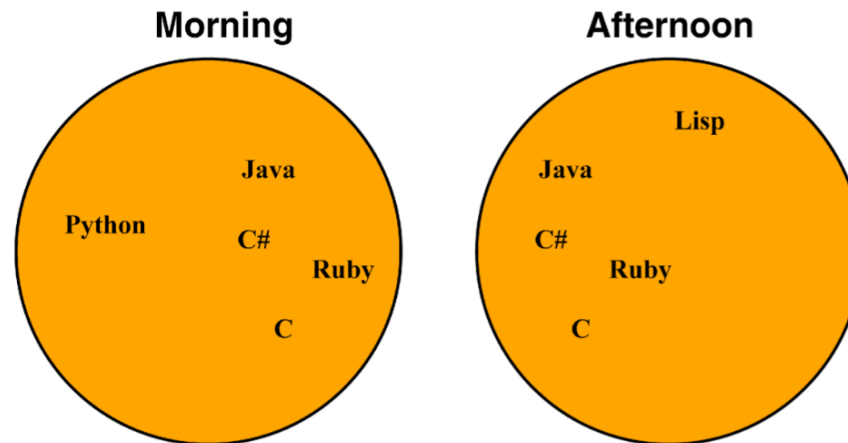 Morning
Afternoon
Java
Python
C#
Ruby
C
Lisp
Java
C#
Ruby
C